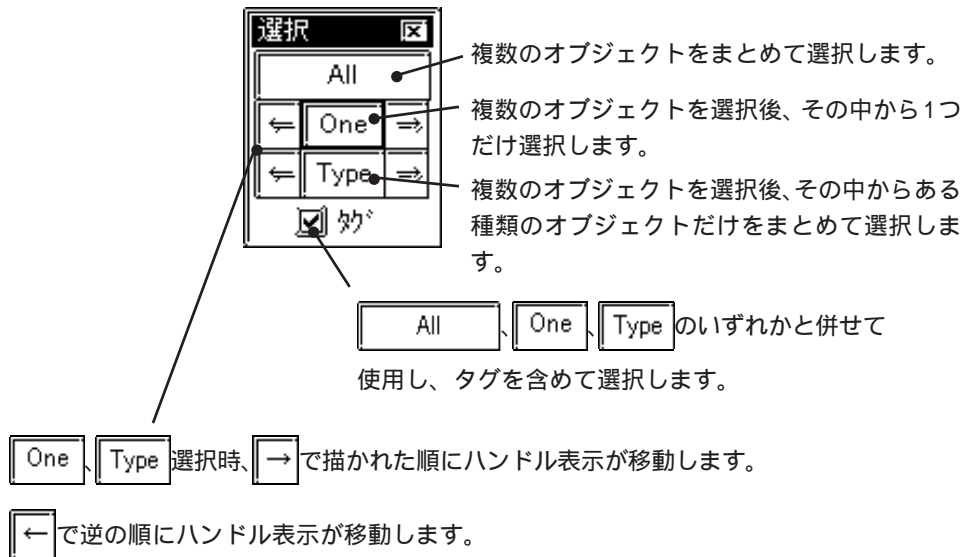 選択
All
⇐ One ⇒
⇐ Type ⇒
ﾀｸﾞ
複数のオブジェクトをまとめて選択します。
複数のオブジェクトを選択後、その中から1つ
だけ選択します。
複数のオブジェクトを選択後、その中からある
種類のオブジェクトだけをまとめて選択しま
す。
All、One、Typeのいずれかと併せて
使用し、タグを含めて選択します。
One、Type選択時、→で描かれた順にハンドル表示が移動します。
←で逆の順にハンドル表示が移動します。